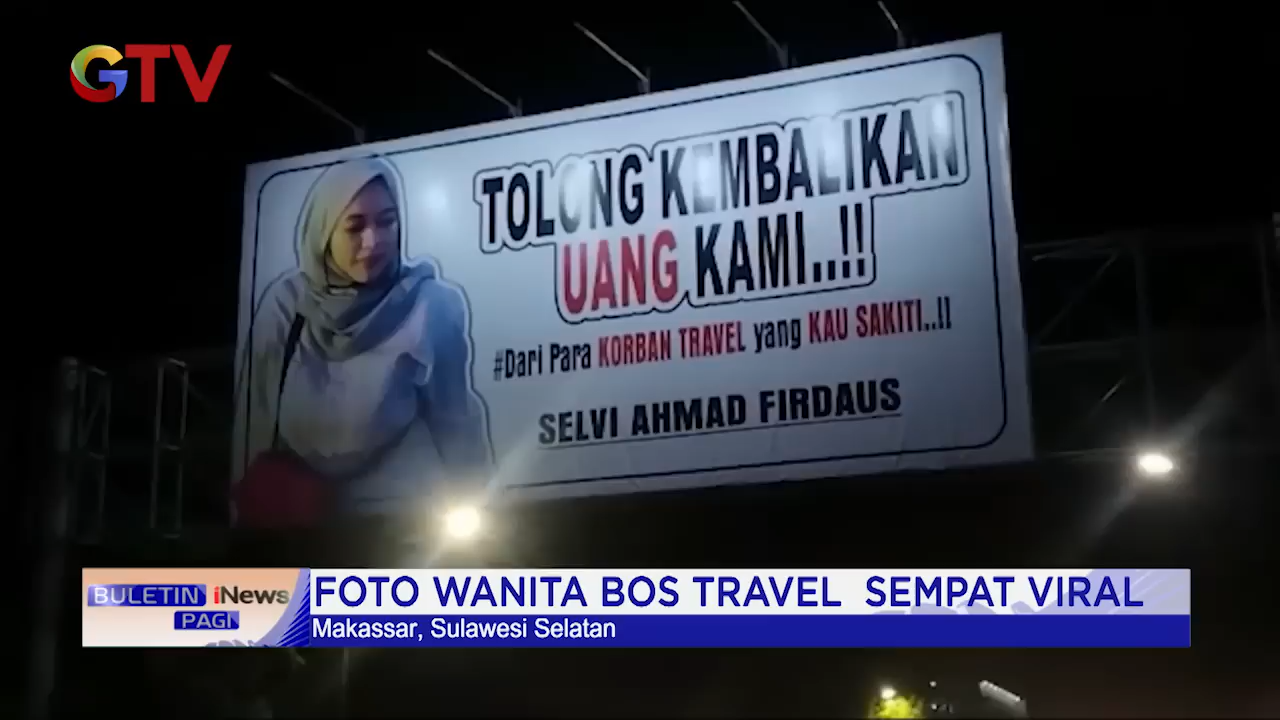 GTV
TOLONG KEMBALIKAN
UANG KAMI..!!
#Dari Para KORBAN TRAVEL yang KAU SAKITI..!!
SELVI AHMAD FIRDAUS
BULETIN iNews
PAGI
FOTO WANITA BOS TRAVEL SEMPAT VIRAL
Makassar, Sulawesi Selatan